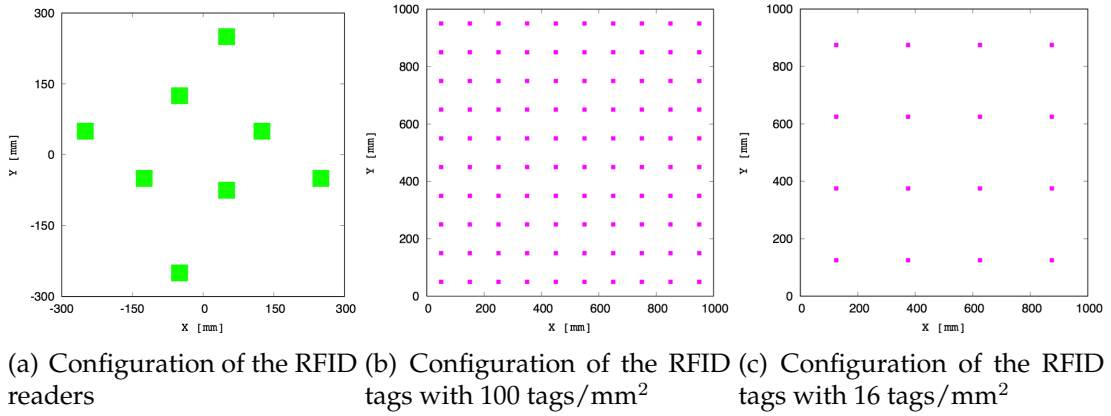 300
150
0
-150
-300
Y [mm]
-300 -150 0 150 300
X [mm]
1000
800
600
400
200
0
Y [mm]
0 200 400 600 800 1000
X [mm]
1000
800
600
400
200
0
Y [mm]
0 200 400 600 800 1000
X [mm]
(a) Configuration of the RFID
readers
(b) Configuration of the RFID
tags with 100 tags/mm²
(c) Configuration of the RFID
tags with 16 tags/mm²